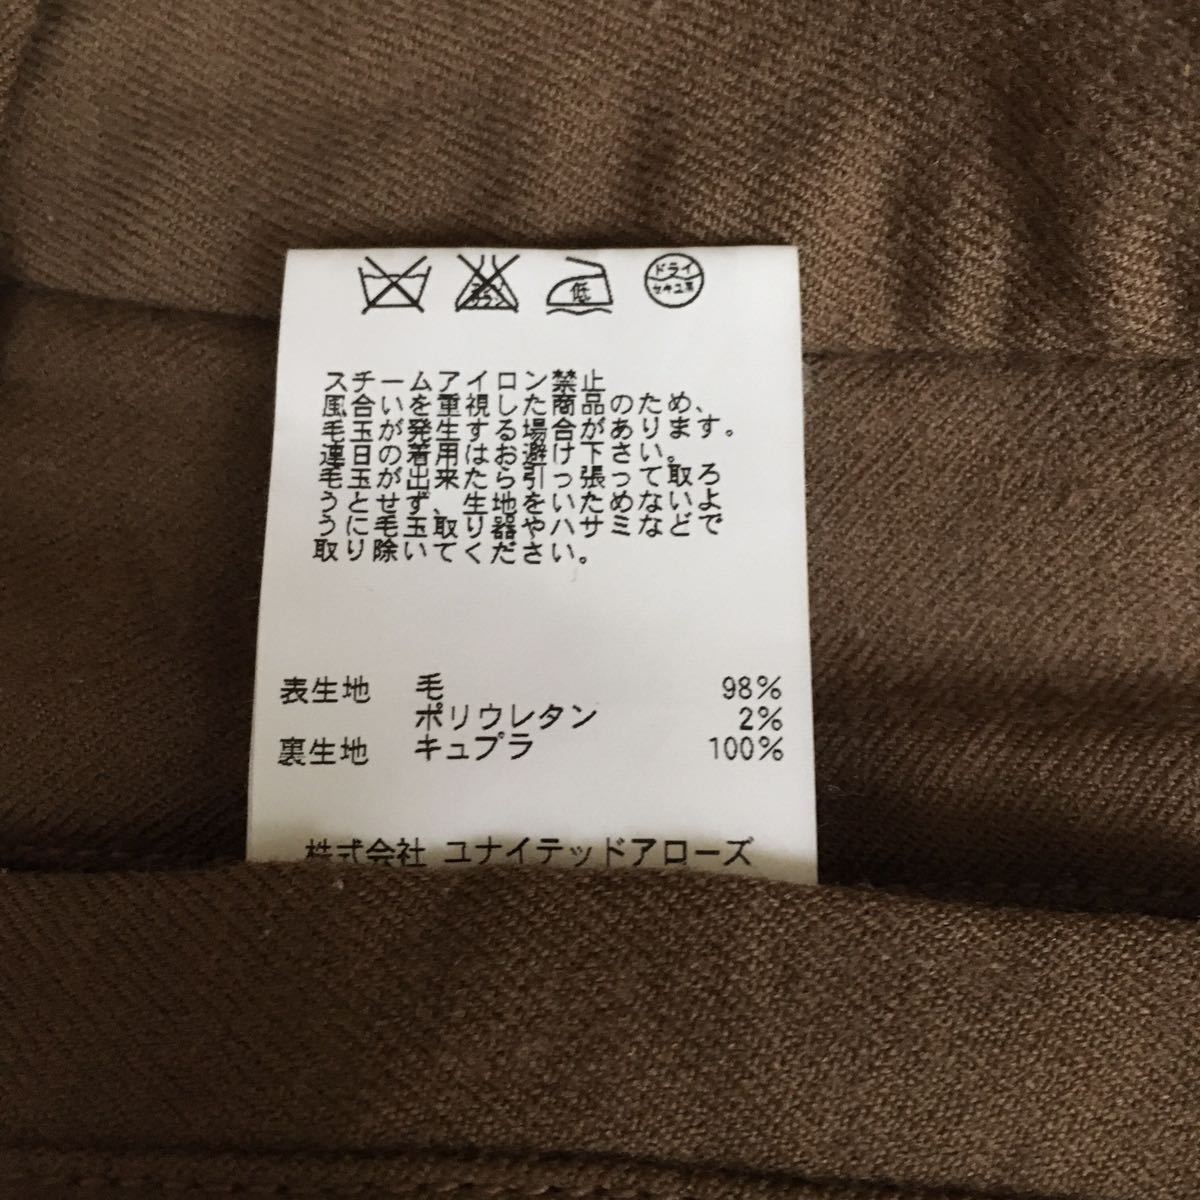 エンソ
サラシ
低
ドライ
セキユ系
スチームアイロン禁止
風合いを重視した商品のため、
毛玉が発生する場合があります。
連日の着用はお避け下さい。
毛玉が出来たら引っ張って取ろ
うとせず、生地をいためないよ
うに毛玉取り器やハサミなどで
取り除いてください。
表生地 毛 98%
ポリウレタン 2%
裏生地 キュプラ 100%
株式会社 ユナイテッドアローズ